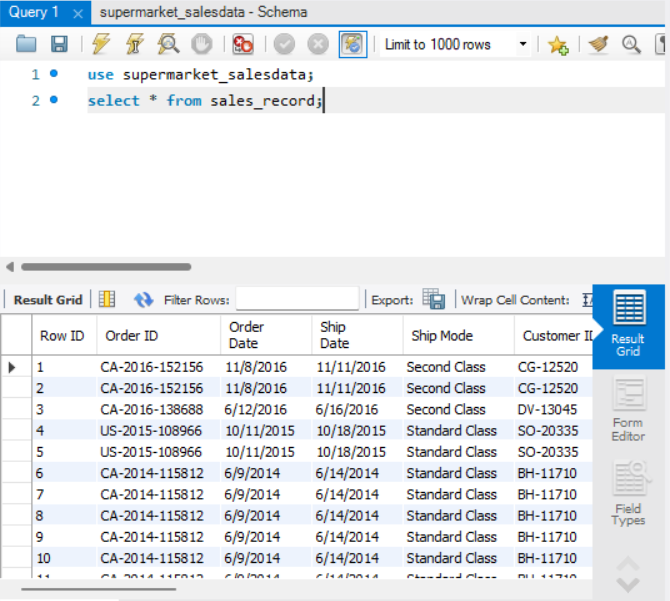 Query 1 × supermarket_salesdata - Schema
Limit to 1000 rows
1 use supermarket_salesdata;
2 select * from sales_record;
Result Grid Filter Rows: Export: Wrap Cell Content:
Row ID Order ID Order Date Ship Date Ship Mode Customer
1 CA-2016-152156 11/8/2016 11/11/2016 Second Class CG-12520
2 CA-2016-152156 11/8/2016 11/11/2016 Second Class CG-12520
3 CA-2016-138688 6/12/2016 6/16/2016 Second Class DV-13045
4 US-2015-108966 10/11/2015 10/18/2015 Standard Class SO-20335
5 US-2015-108966 10/11/2015 10/18/2015 Standard Class SO-20335
6 CA-2014-115812 6/9/2014 6/14/2014 Standard Class BH-11710
7 CA-2014-115812 6/9/2014 6/14/2014 Standard Class BH-11710
8 CA-2014-115812 6/9/2014 6/14/2014 Standard Class BH-11710
9 CA-2014-115812 6/9/2014 6/14/2014 Standard Class BH-11710
10 CA-2014-115812 6/9/2014 6/14/2014 Standard Class BH-11710
Result
Grid
Form
Editor
Field
Types